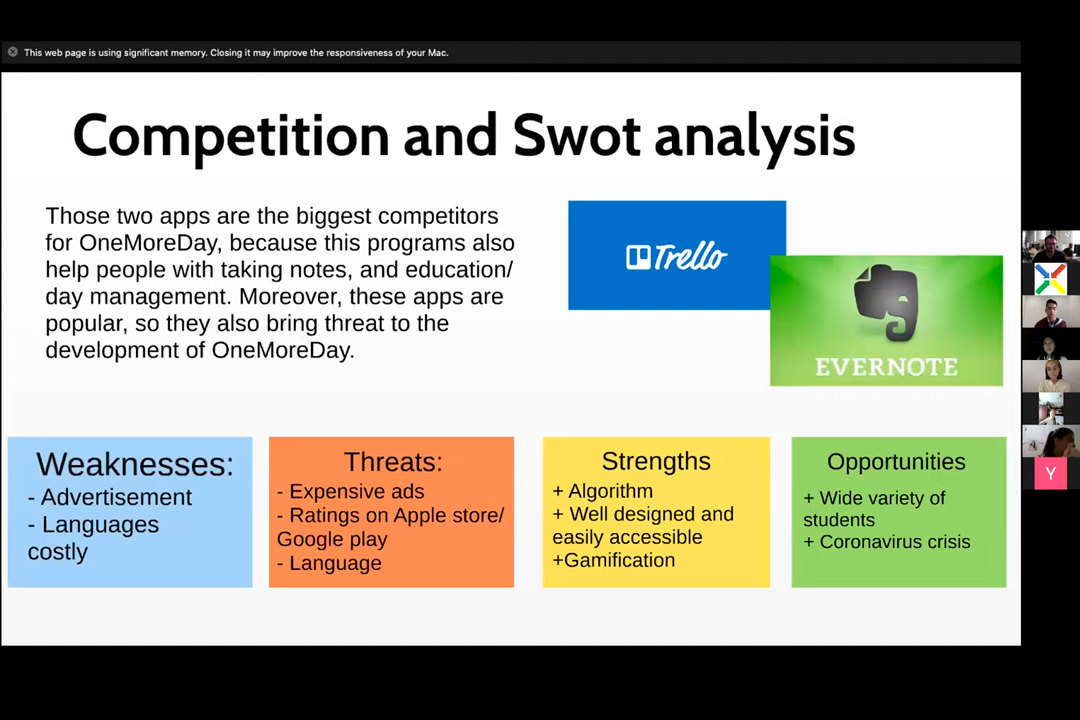 This web page is using significant memory. Closing it may improve the responsiveness of your Mac.
Competition and Swot analysis
Those two apps are the biggest competitors
for OneMoreDay, because this programs also
help people with taking notes, and education/
day management. Moreover, these apps are
popular, so they also bring threat to the
development of OneMoreDay.
Trello
EVERNOTE
Weaknesses:
- Advertisement
- Languages
costly
Threats:
- Expensive ads
- Ratings on Apple store/
Google play
- Language
Strengths
+ Algorithm
+ Well designed and
easily accessible
+Gamification
Opportunities
+ Wide variety of
students
+ Coronavirus crisis
Y